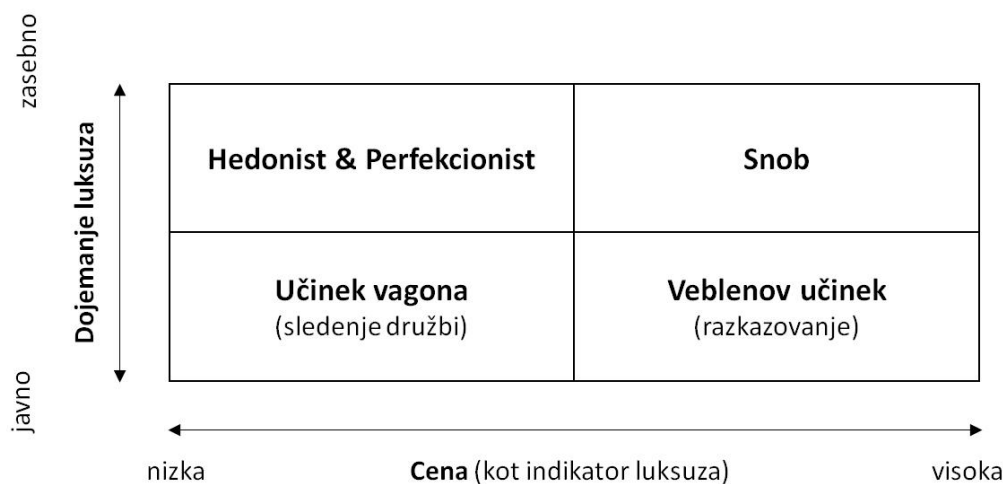 zasebno
Dojemanje luksuza
javno
Hedonist & Perfekcionist
Snob
Učinek vagona
(sledenje družbi)
Veblenov učinek
(razkazovanje)
nizka
Cena (kot indikator luksuza)
visoka